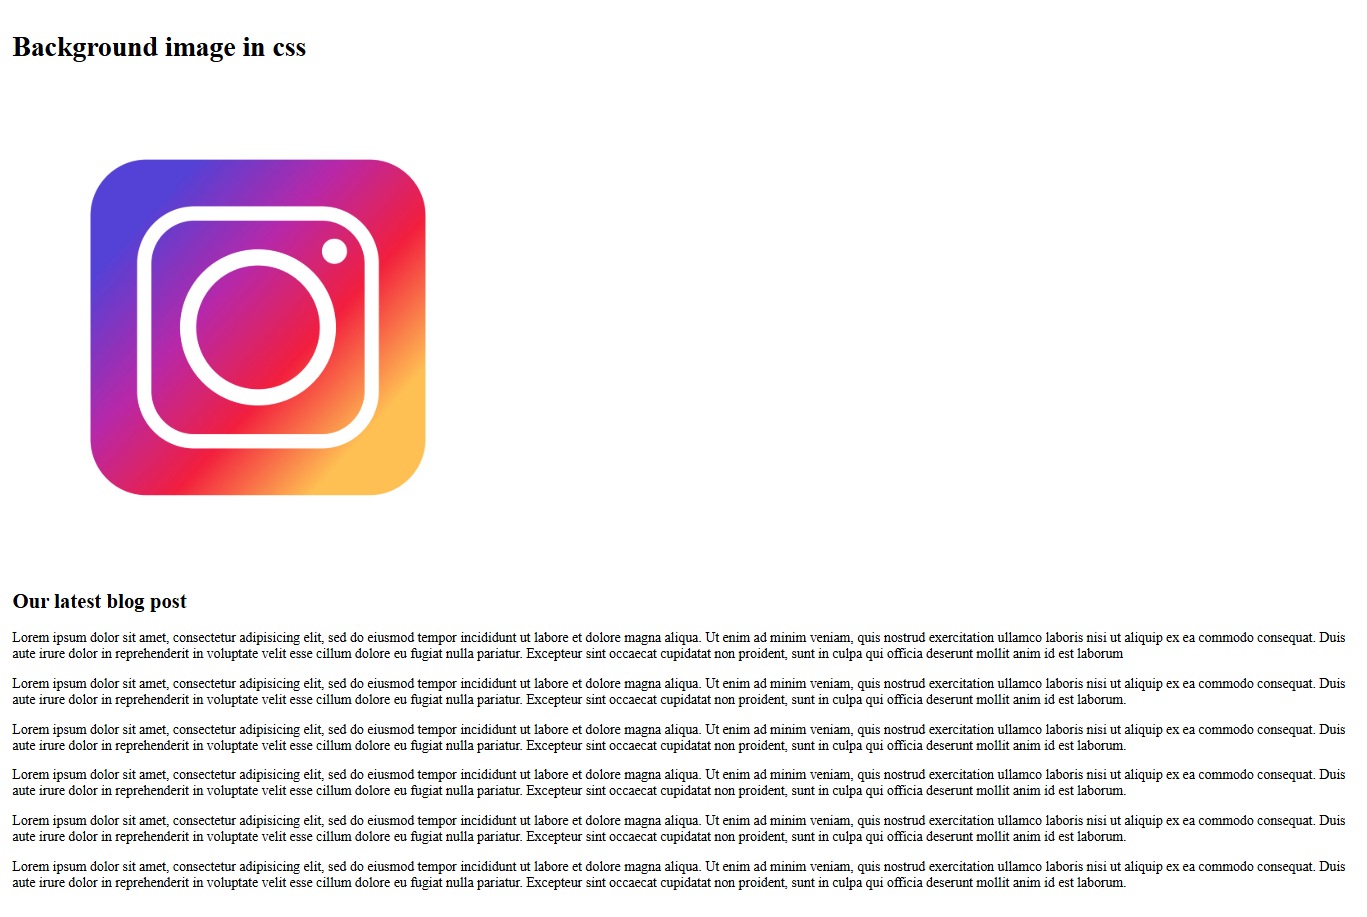 Background image in css
Our latest blog post
Lorem ipsum dolor sit amet, consectetur adipisicing elit, sed do eiusmod tempor incididunt ut labore et dolore magna aliqua. Ut enim ad minim veniam, quis nostrud exercitation ullamco laboris nisi ut aliquip ex ea commodo consequat. Duis
aute irure dolor in reprehenderit in voluptate velit esse cillum dolore eu fugiat nulla pariatur. Excepteur sint occaecat cupidatat non proident, sunt in culpa qui officia deserunt mollit anim id est laborum
Lorem ipsum dolor sit amet, consectetur adipisicing elit, sed do eiusmod tempor incididunt ut labore et dolore magna aliqua. Ut enim ad minim veniam, quis nostrud exercitation ullamco laboris nisi ut aliquip ex ea commodo consequat. Duis
aute irure dolor in reprehenderit in voluptate velit esse cillum dolore eu fugiat nulla pariatur. Excepteur sint occaecat cupidatat non proident, sunt in culpa qui officia deserunt mollit anim id est laborum.
Lorem ipsum dolor sit amet, consectetur adipisicing elit, sed do eiusmod tempor incididunt ut labore et dolore magna aliqua. Ut enim ad minim veniam, quis nostrud exercitation ullamco laboris nisi ut aliquip ex ea commodo consequat. Duis
aute irure dolor in reprehenderit in voluptate velit esse cillum dolore eu fugiat nulla pariatur. Excepteur sint occaecat cupidatat non proident, sunt in culpa qui officia deserunt mollit anim id est laborum.
Lorem ipsum dolor sit amet, consectetur adipisicing elit, sed do eiusmod tempor incididunt ut labore et dolore magna aliqua. Ut enim ad minim veniam, quis nostrud exercitation ullamco laboris nisi ut aliquip ex ea commodo consequat. Duis
aute irure dolor in reprehenderit in voluptate velit esse cillum dolore eu fugiat nulla pariatur. Excepteur sint occaecat cupidatat non proident, sunt in culpa qui officia deserunt mollit anim id est laborum.
Lorem ipsum dolor sit amet, consectetur adipisicing elit, sed do eiusmod tempor incididunt ut labore et dolore magna aliqua. Ut enim ad minim veniam, quis nostrud exercitation ullamco laboris nisi ut aliquip ex ea commodo consequat. Duis
aute irure dolor in reprehenderit in voluptate velit esse cillum dolore eu fugiat nulla pariatur. Excepteur sint occaecat cupidatat non proident, sunt in culpa qui officia deserunt mollit anim id est laborum.
Lorem ipsum dolor sit amet, consectetur adipisicing elit, sed do eiusmod tempor incididunt ut labore et dolore magna aliqua. Ut enim ad minim veniam, quis nostrud exercitation ullamco laboris nisi ut aliquip ex ea commodo consequat. Duis
aute irure dolor in reprehenderit in voluptate velit esse cillum dolore eu fugiat nulla pariatur. Excepteur sint occaecat cupidatat non proident, sunt in culpa qui officia deserunt mollit anim id est laborum.